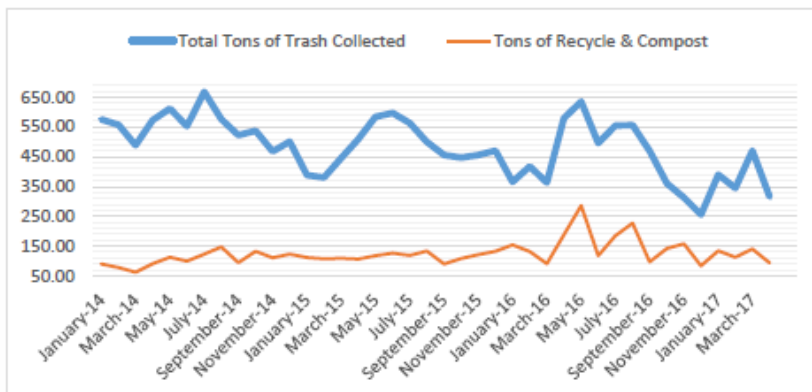 Total Tons of Trash Collected Tons of Recycle & Compost
650.00
550.00
450.00
350.00
250.00
150.00
50.00
January-14
March-14
May-14
July-14
September-14
November-14
January-15
March-15
May-15
July-15
September-15
November-15
January-16
March-16
May-16
July-16
September-16
November-16
January-17
March-17